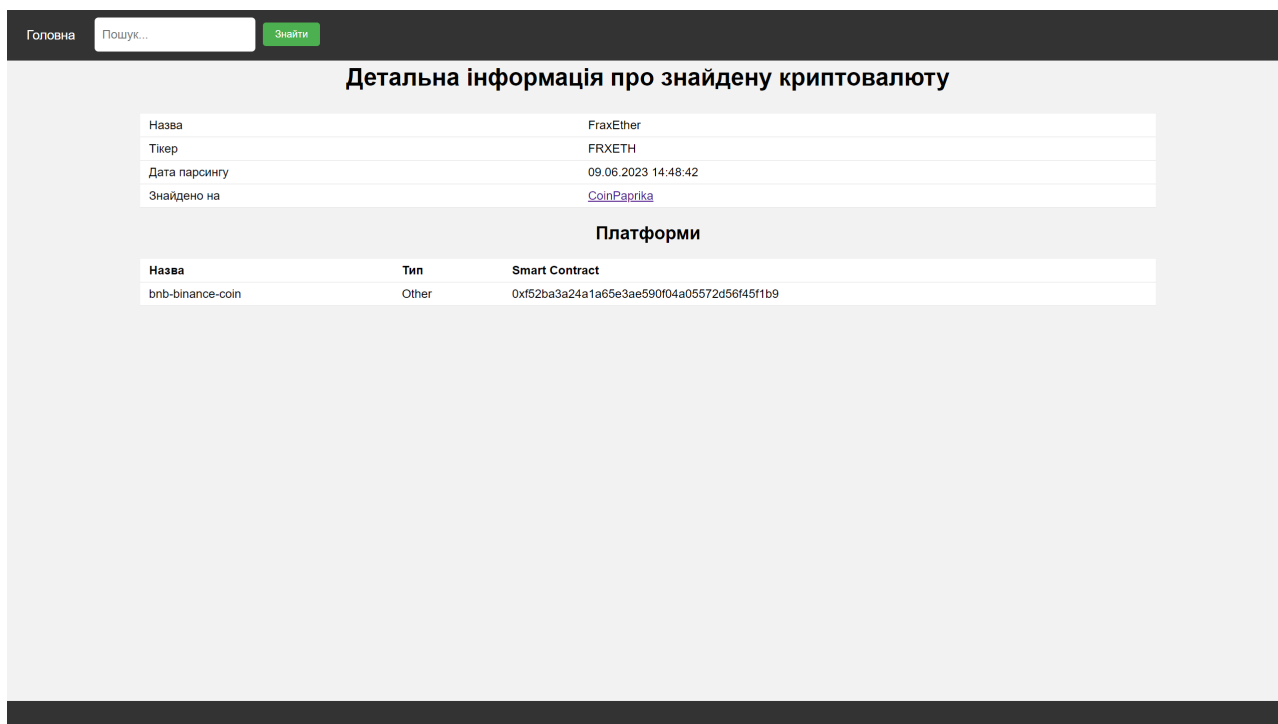 Головна Пошук... Знайти
Детальна інформація про знайдену криптовалюту
Назва FraxEther
Тікер FRXETH
Дата парсингу 09.06.2023 14:48:42
Знайдено на CoinPaprika
Платформи
Назва Тип Smart Contract
bnb-binance-coin Other 0xf52ba3a24a1a65e3ae590f04a05572d56f45f1b9